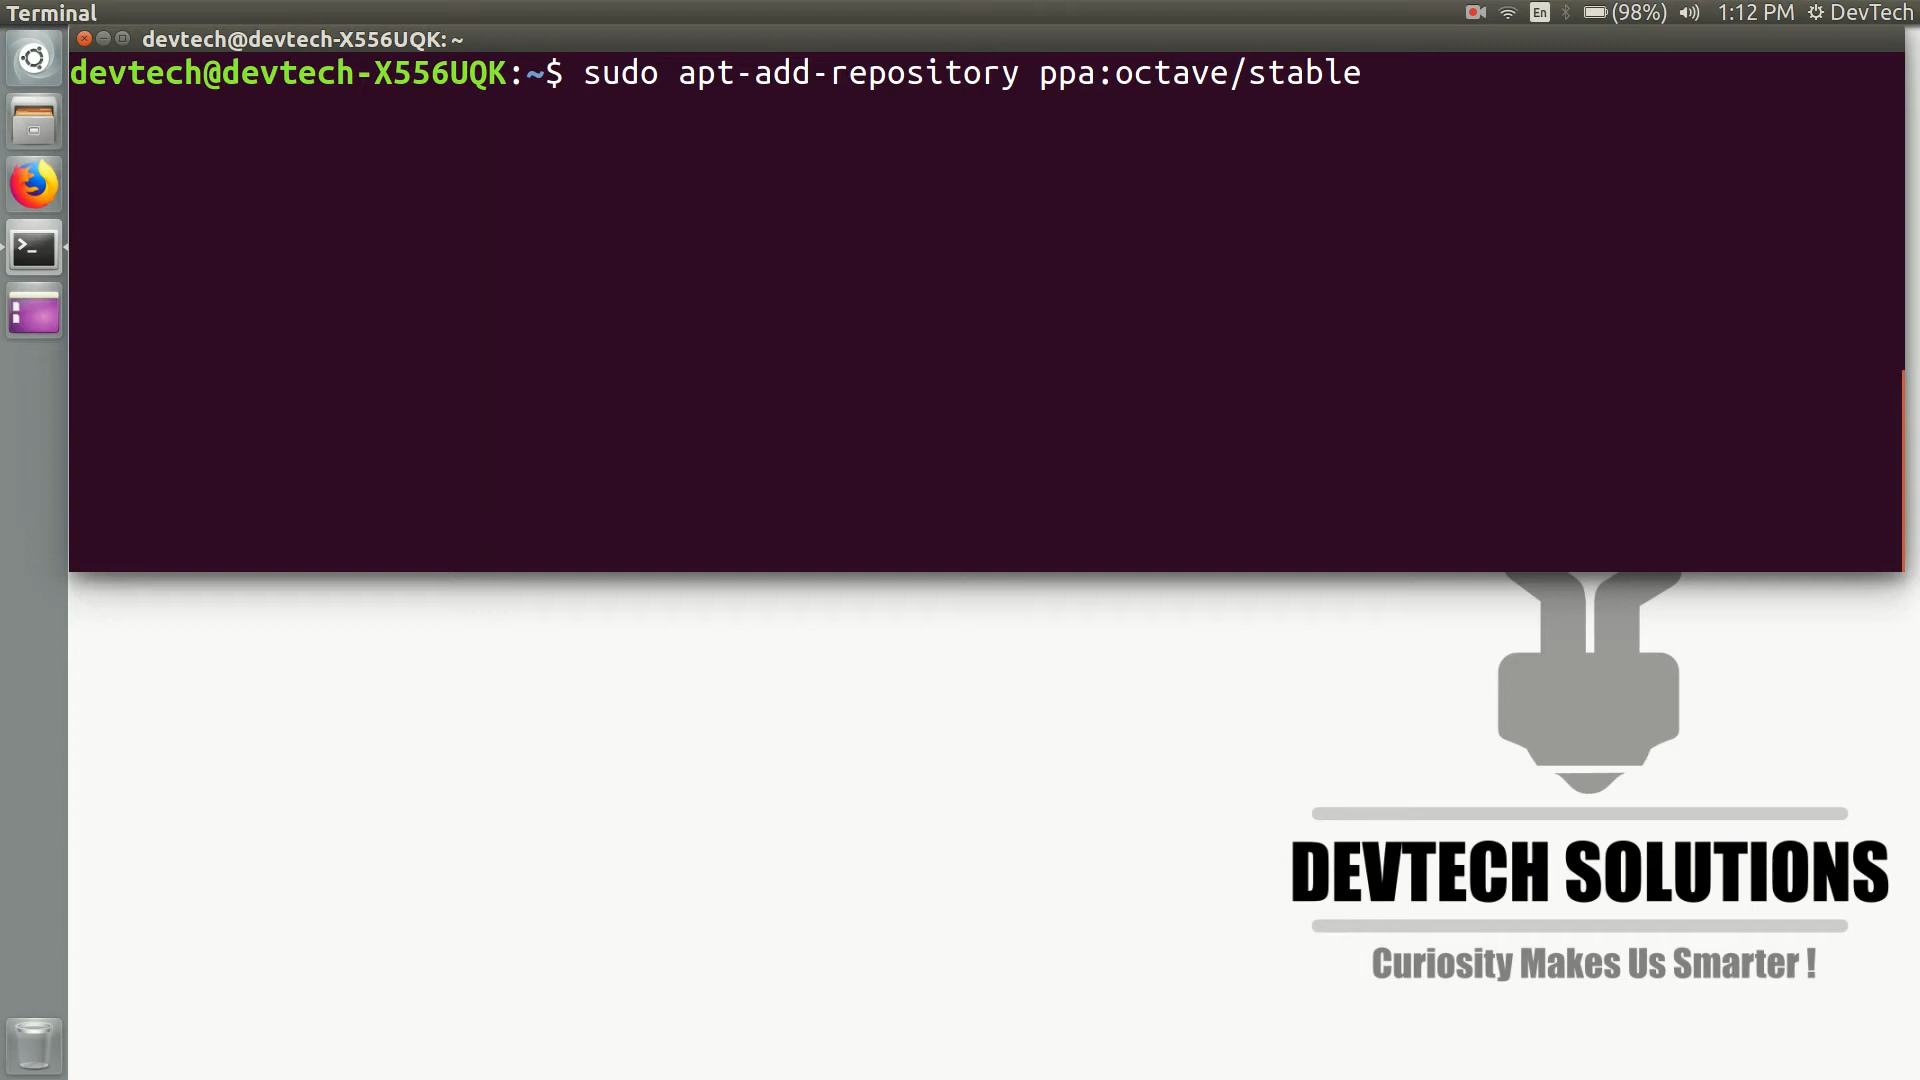 Terminal
En
(98%)
1:12 PM
DevTech
devtech@devtech-X556UQK: ~
devtech@devtech-X556UQK:~$ sudo apt-add-repository ppa:octave/stable
>_
DEVTECH SOLUTIONS
Curiosity Makes Us Smarter !